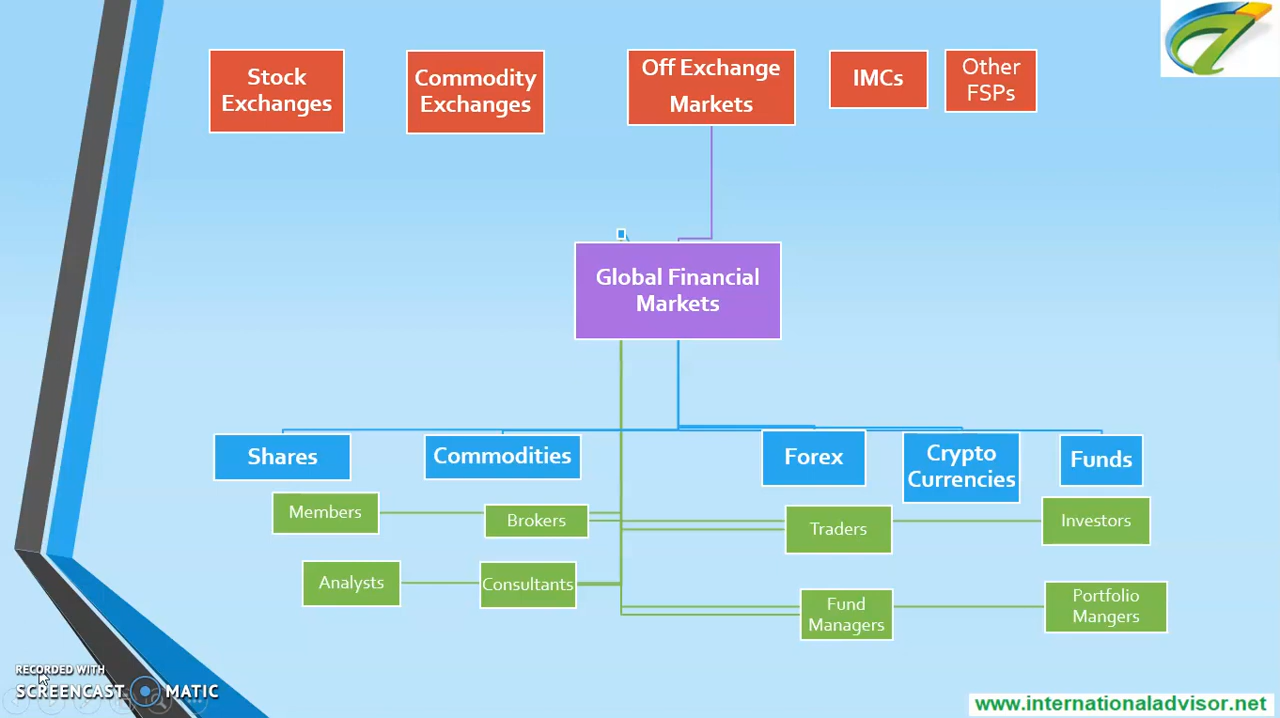 Stock
Exchanges
Commodity
Exchanges
Off Exchange
Markets
IMCs
Other
FSPs
Global Financial
Markets
Shares
Commodities
Forex
Crypto
Currencies
Funds
Members
Brokers
Traders
Investors
Analysts
Consultants
Fund
Managers
Portfolio
Mangers
RECORDED WITH
SCREENCAST MATIC
www.internationaladvisor.net